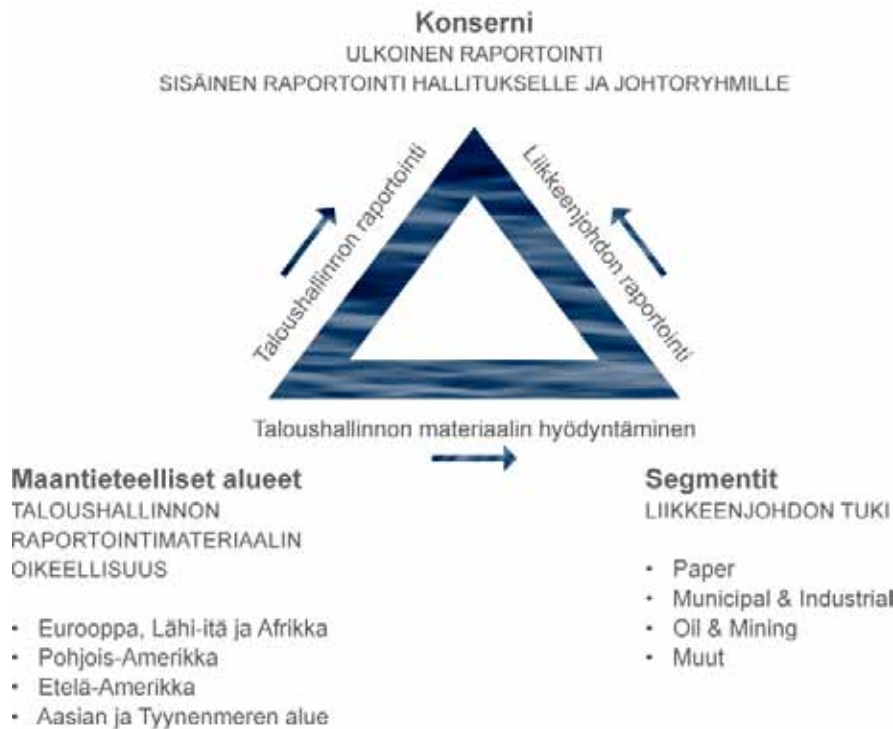 Konserni
ULKOINEN RAPORTOINTI
SISÄINEN RAPORTOINTI HALLITUKSELLE JA JOHTORYHMILLE
Taloushallinnon raportointi
Liikkeenjohdon raportointi
Taloushallinnon materiaalin hyödyntäminen
Maantieteelliset alueet
TALOUSHALLINNON
RAPORTOINTIMATERIAALIN
OIKEELLISUUS
• Eurooppa, Lähi-itä ja Afrikka
• Pohjois-Amerikka
• Etelä-Amerikka
• Aasian ja Tyynenmeren alue
Segmentit
LIIKKEENJOHDON TUKI
• Paper
• Municipal & Industrial
• Oil & Mining
• Muut